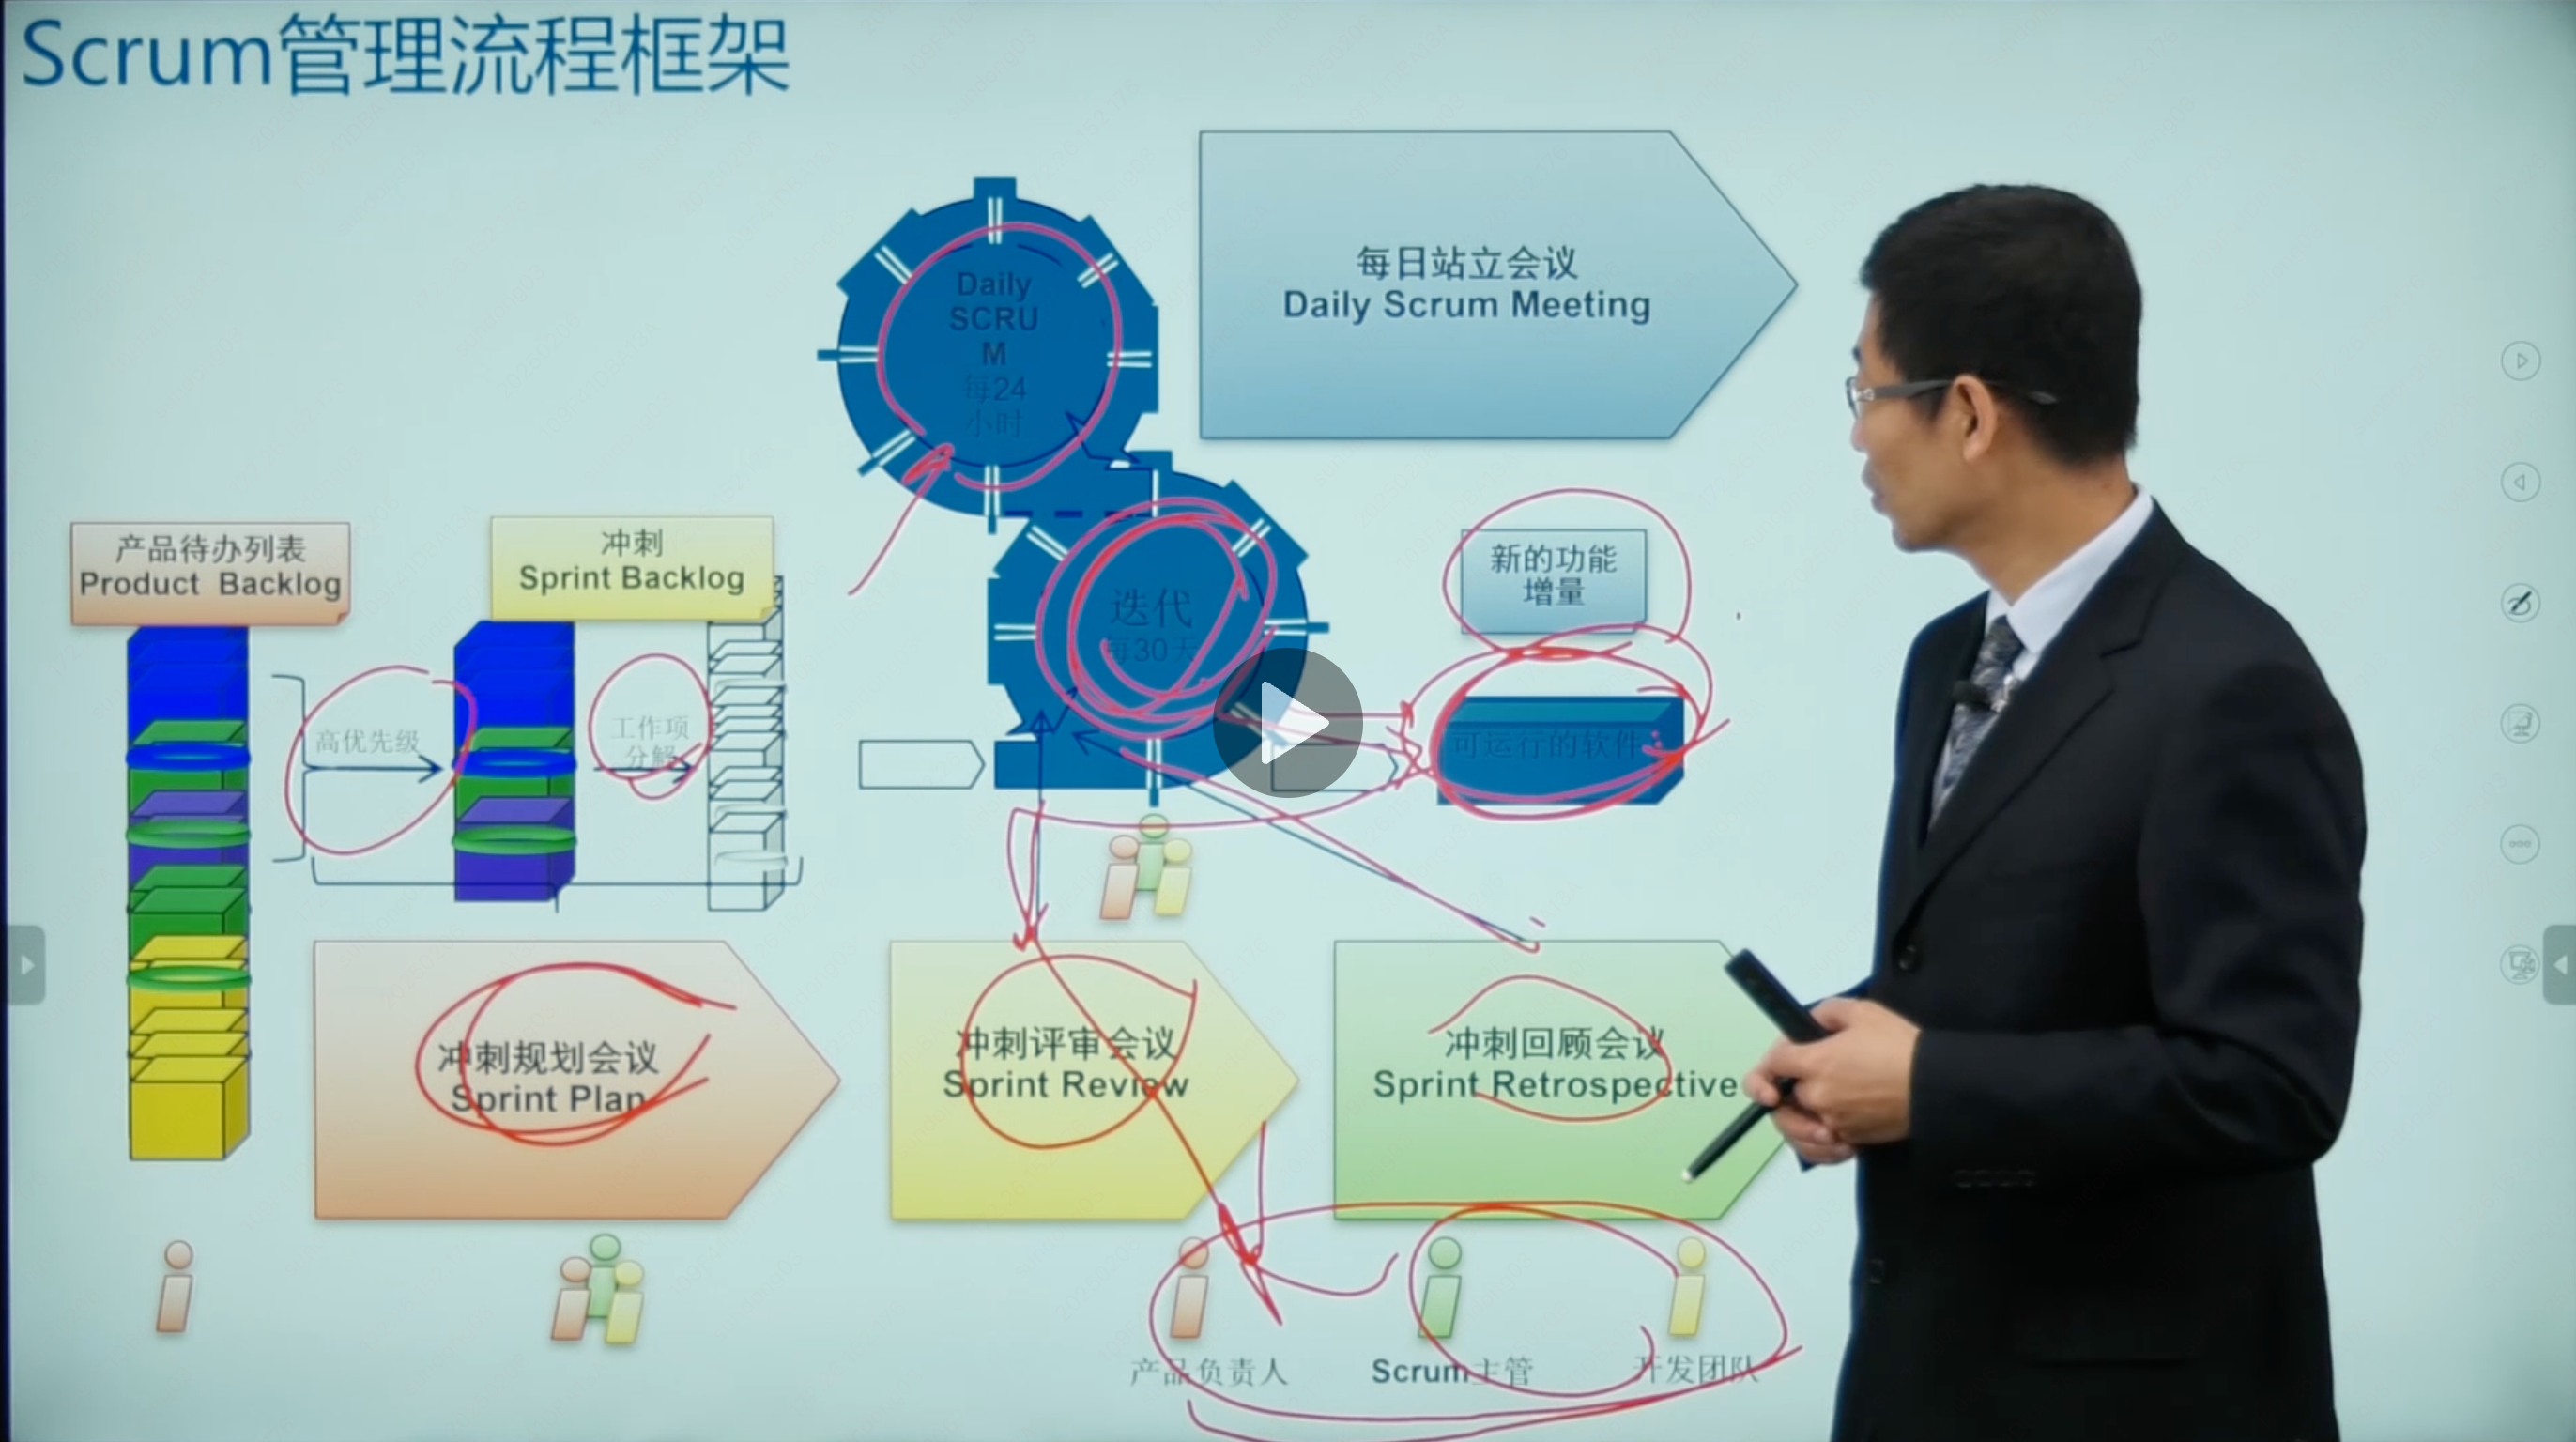 Scrum管理流程框架
每日站立会议
Daily Scrum Meeting
Daily
SCRU
M
每24
小时
产品待办列表
Product Backlog
冲刺
Sprint Backlog
迭代
每30天
新的功能
增量
高优先级
工作项
分解
可运行的软件
冲刺规划会议
Sprint Plan
冲刺评审会议
Sprint Review
冲刺回顾会议
Sprint Retrospective
产品负责人
Scrum主管
开发团队